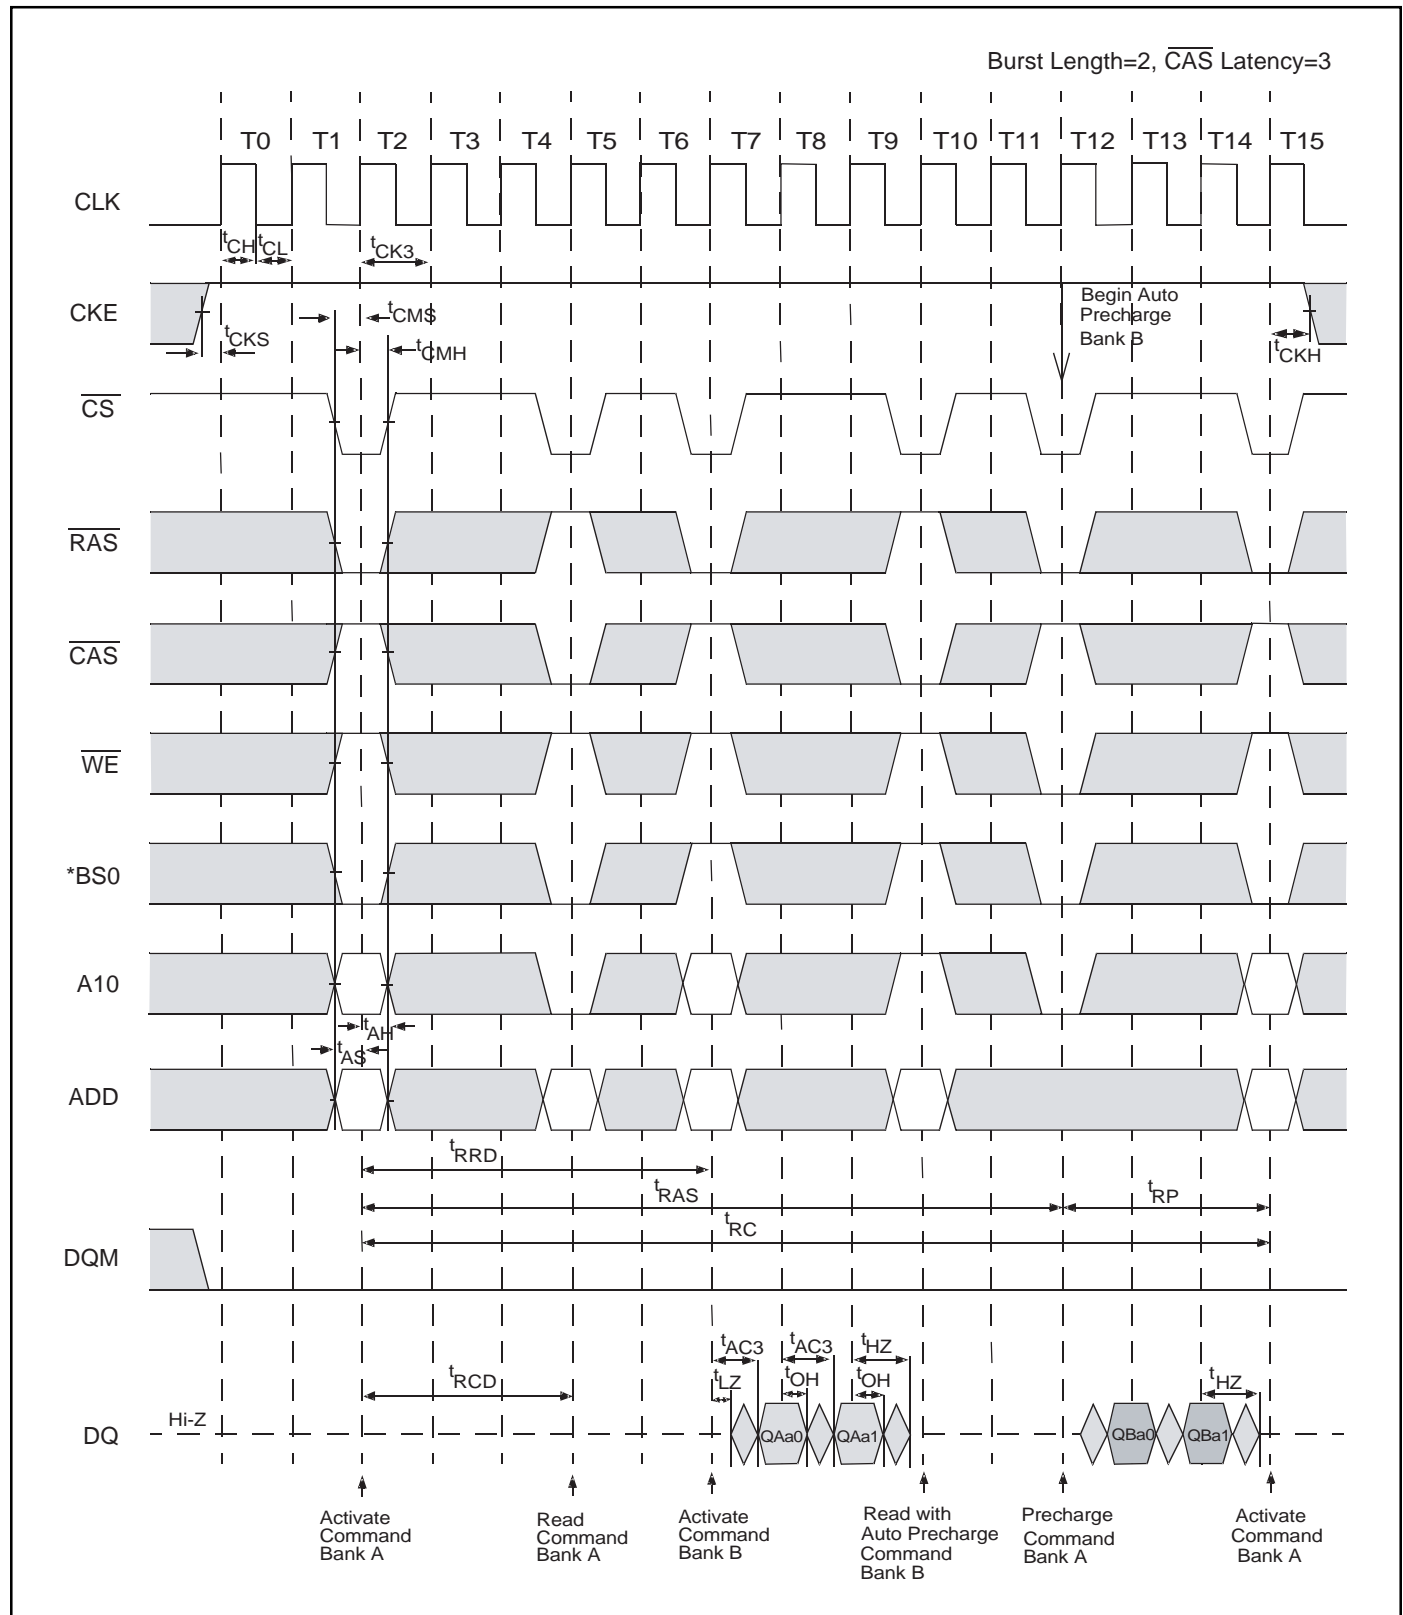 Burst Length=2, CAS Latency=3
T0 T1 T2 T3 T4 T5 T6 T7 T8 T9 T10 T11 T12 T13 T14 T15
CLK
tCH tCL tCK3
CKE
tCMS
tCKS
tCMH
Begin Auto
Precharge
Bank B
tCKH
CS
RAS
CAS
WE
*BS0
A10
tAH
tAS
ADD
tRRD
tRAS
tRP
tRC
DQM
tAC3 tAC3 tHZ
tRCD
tLZ tOH tOH
tHZ
Hi-Z
DQ
QAa0 QAa1 QBa0 QBa1
Activate
Command
Bank A
Read
Command
Bank A
Activate
Command
Bank B
Read with
Auto Precharge
Command
Bank B
Precharge
Command
Bank A
Activate
Command
Bank A